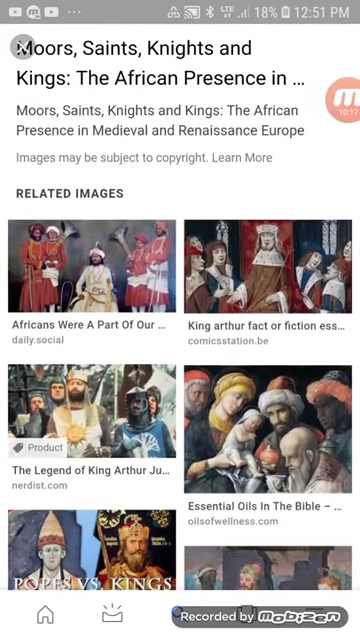 LTE 18% 12:51 PM
Moors, Saints, Knights and
Kings: The African Presence in ...
10:17
Moors, Saints, Knights and Kings: The African
Presence in Medieval and Renaissance Europe
Images may be subject to copyright. Learn More
RELATED IMAGES
Africans Were A Part Of Our ...
daily.social
King arthur fact or fiction ess...
comicsstation.be
Product
The Legend of King Arthur Ju...
nerdist.com
Essential Oils In The Bible – ...
oilsofwellness.com
POPES VS. KINGS
Recorded by Mobizen